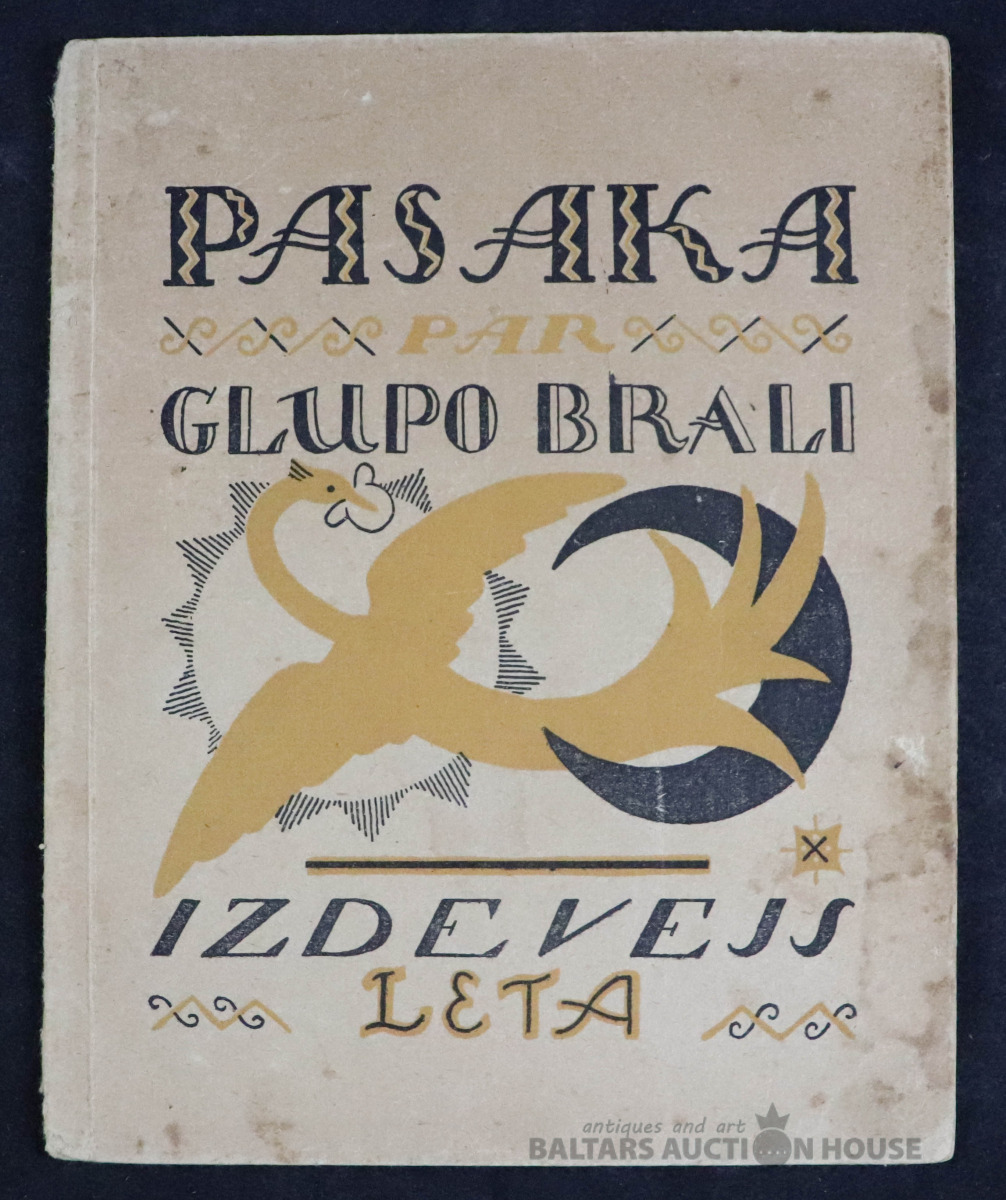 PASAKA
PAR
GLUPO BRALI
IZDEVEJS
LETA
antiques and art
BALTARS AUCTION HOUSE